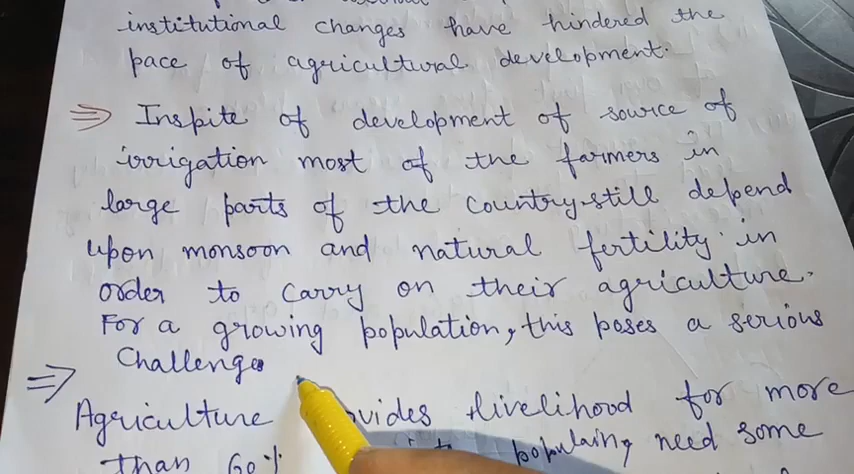 institutional changes have hindered the
pace of agricultural development.
⇒ Inspite of development of source of
irrigation most of the farmers in
large parts of the country still depend
upon monsoon and natural fertility in
order to carry on their agriculture.
For a growing population, this poses a serious
Challenge
⇒ Agriculture livelihood for more
than 60% need some